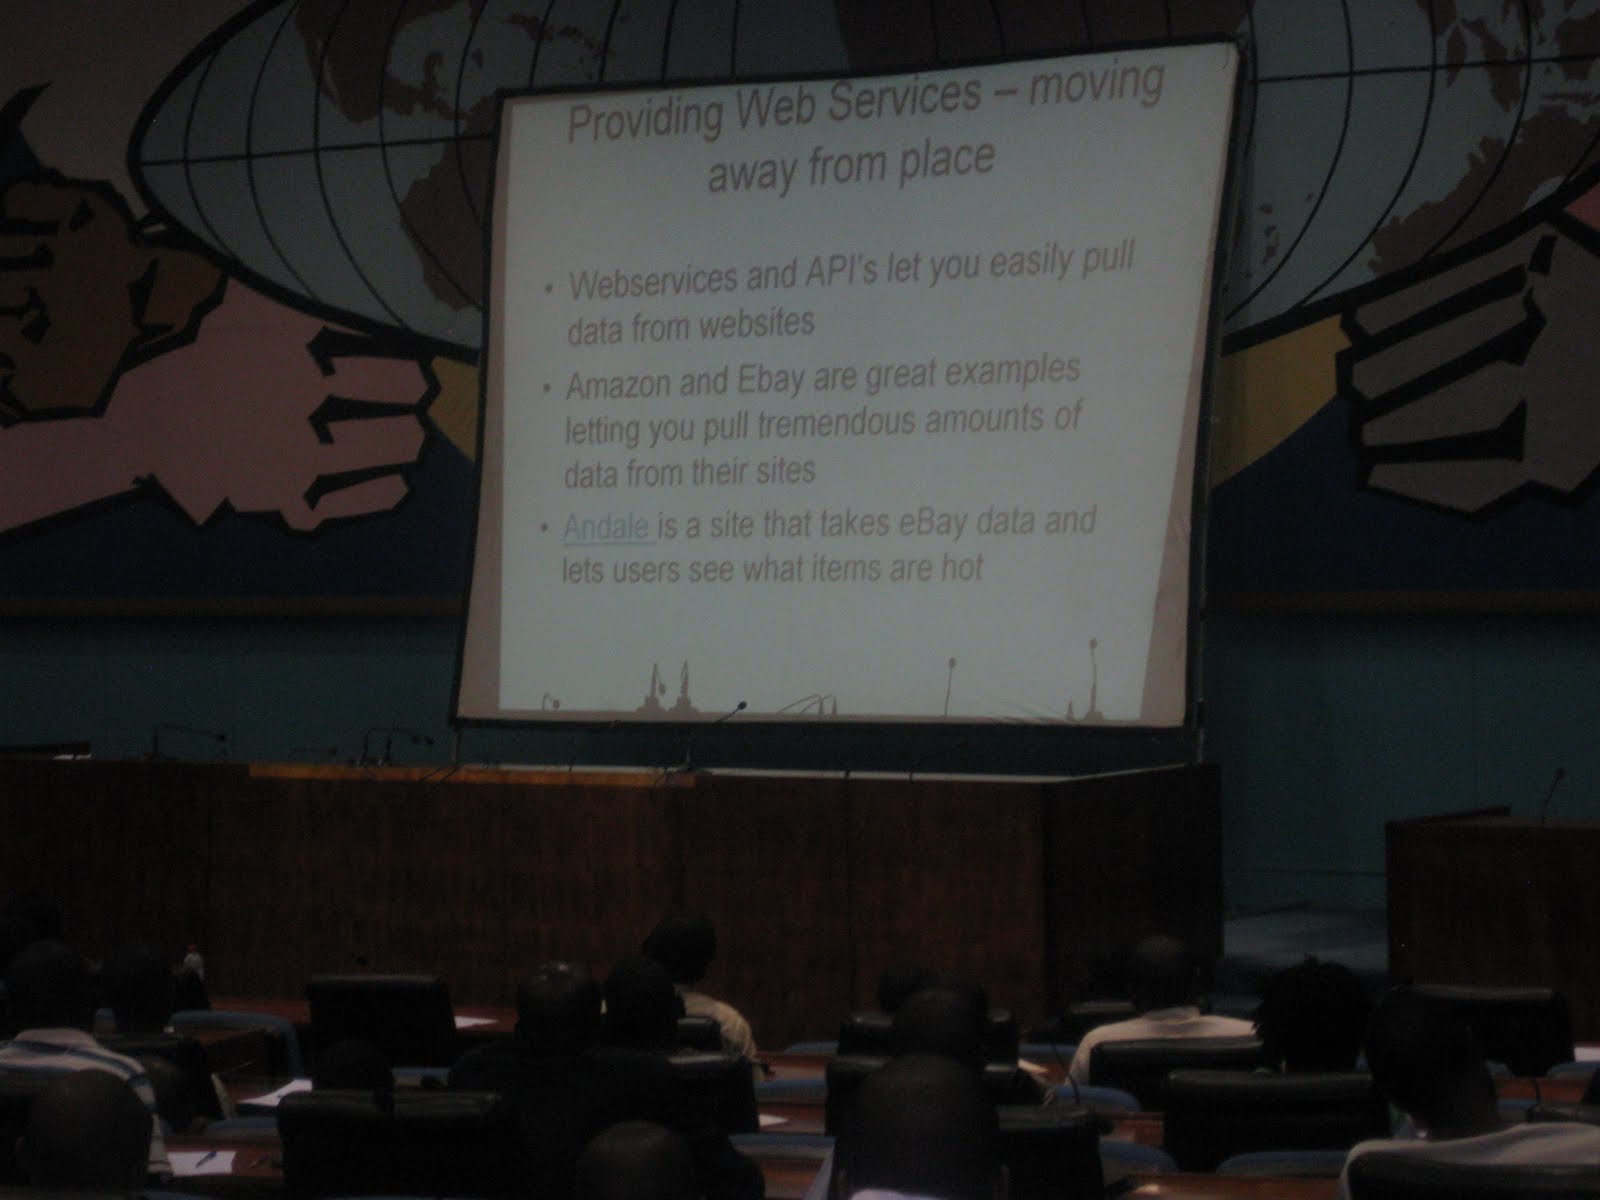 Providing Web Services – moving
away from place
• Webservices and API's let you easily pull
data from websites
• Amazon and Ebay are great examples
letting you pull tremendous amounts of
data from their sites
• Andale is a site that takes eBay data and
lets users see what items are hot